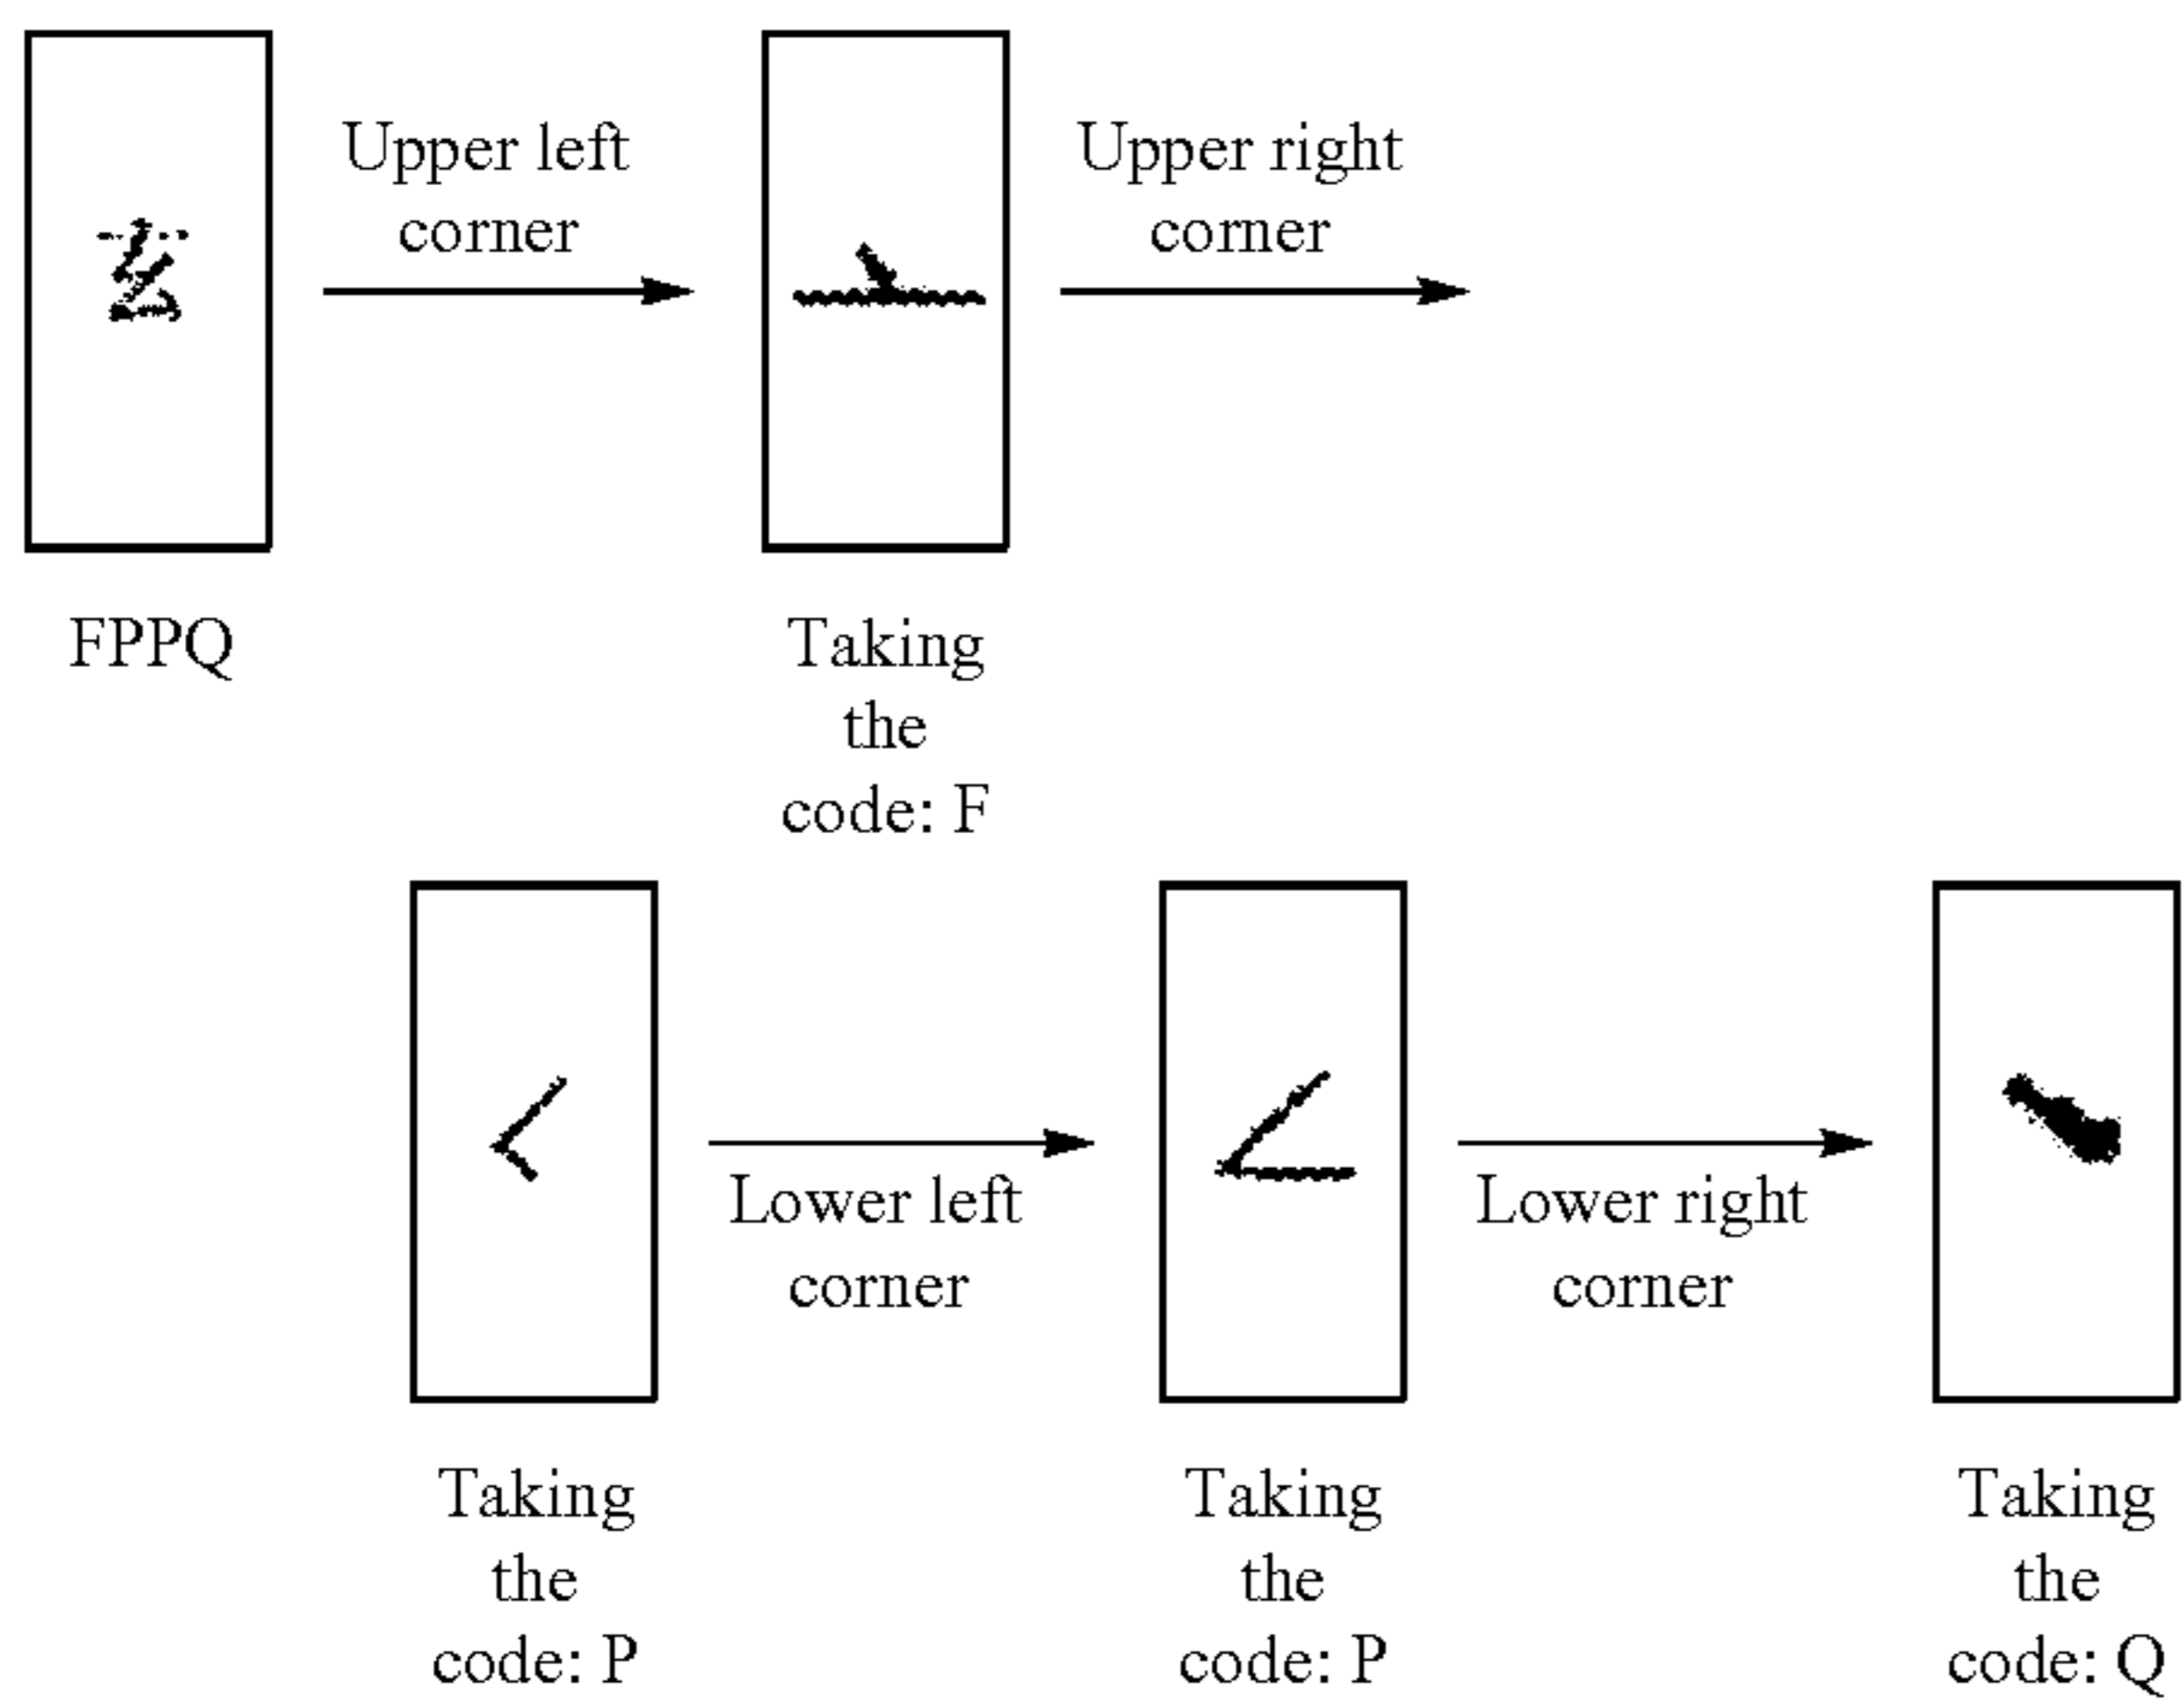 Upper left
corner
Upper right
corner
FPPQ
Taking
the
code: F
Lower left
corner
Lower right
corner
Taking
the
code: P
Taking
the
code: P
Taking
the
code: Q